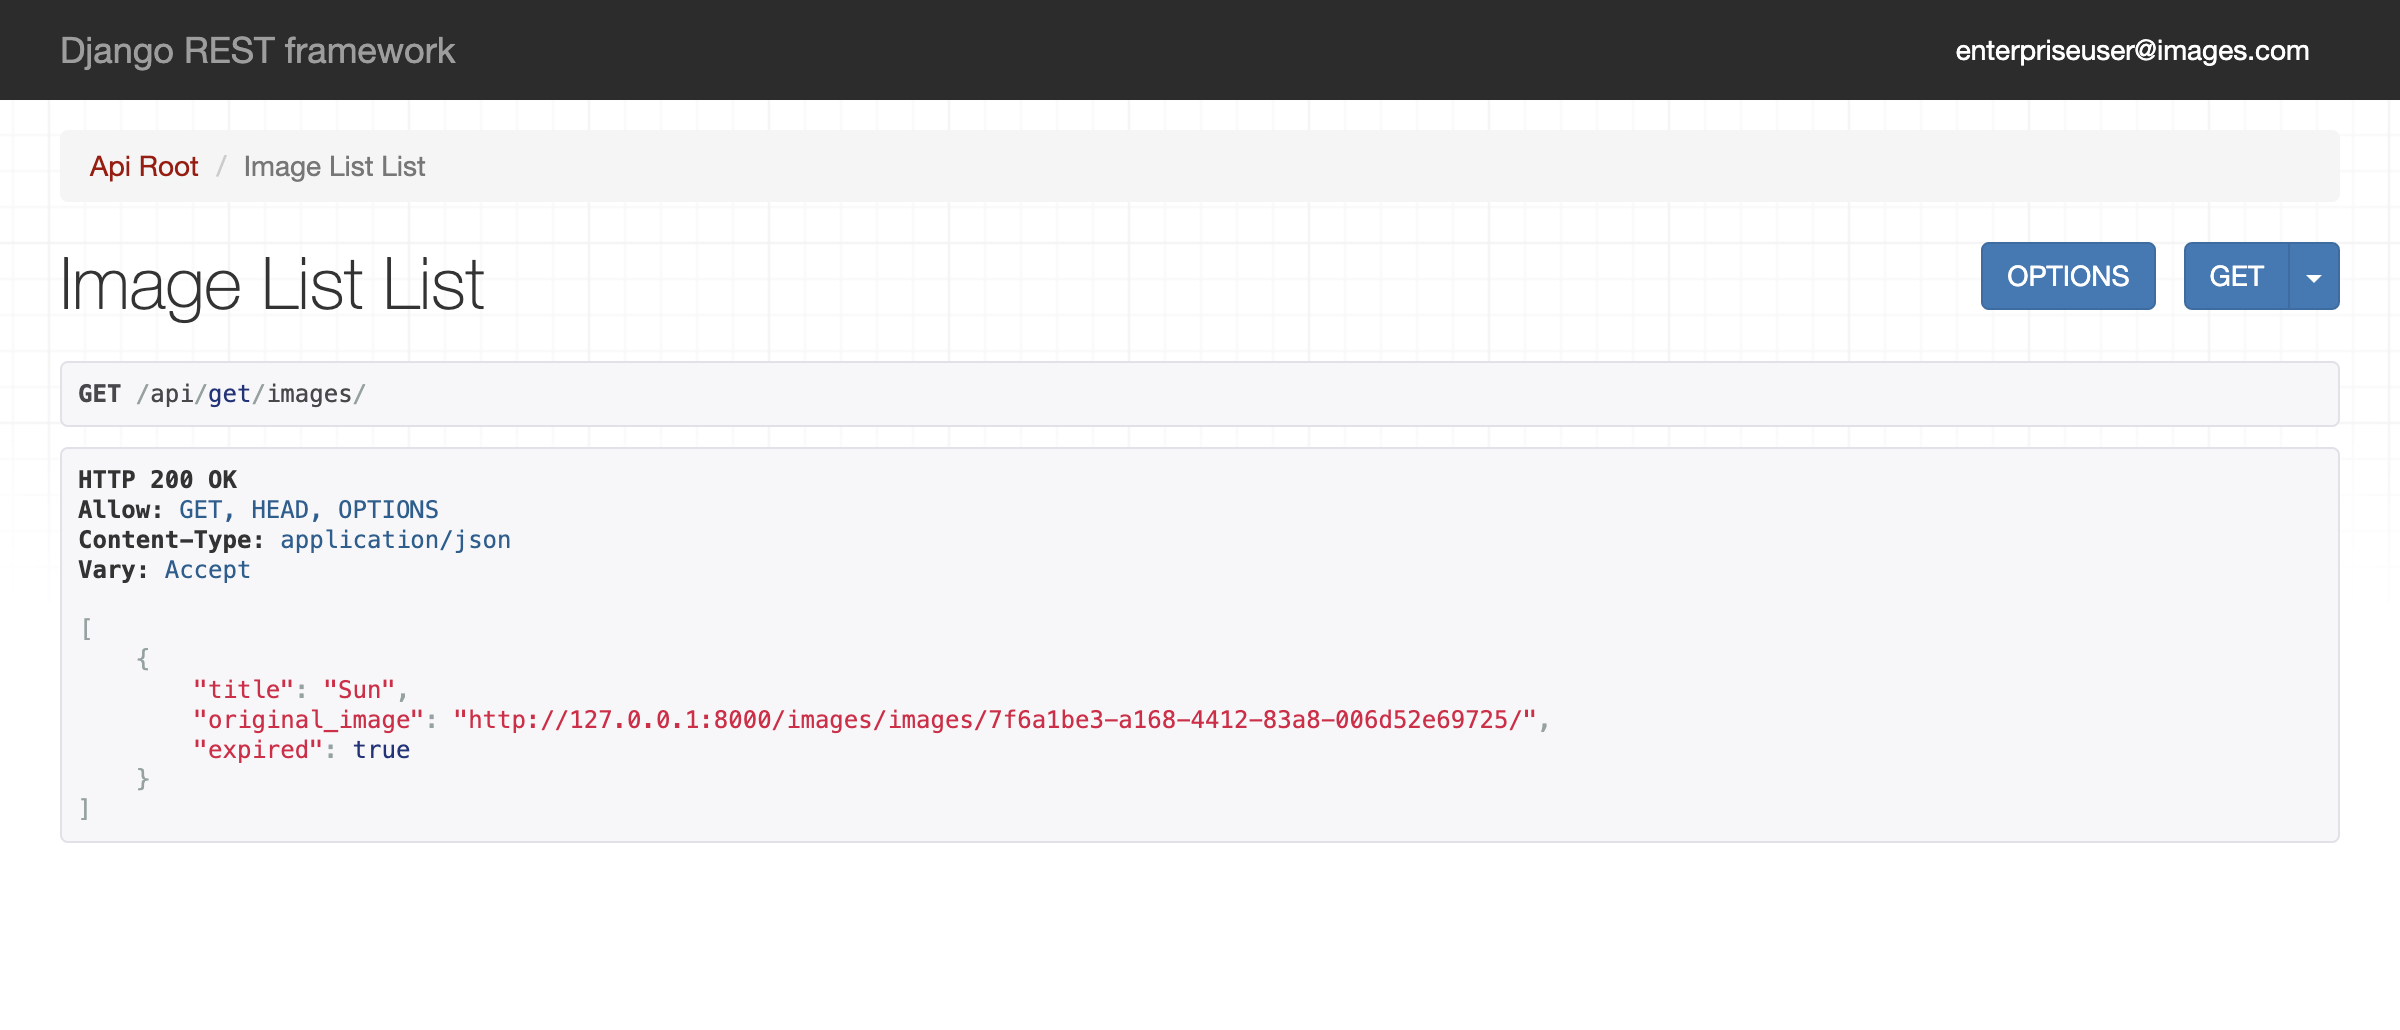 Django REST framework
enterpriseuser@images.com
Api Root / Image List List
Image List List
OPTIONS
GET
GET /api/get/images/
HTTP 200 OK
Allow: GET, HEAD, OPTIONS
Content-Type: application/json
Vary: Accept
[
    {
        "title": "Sun",
        "original_image": "http://127.0.0.1:8000/images/images/7f6a1be3-a168-4412-83a8-006d52e69725/",
        "expired": true
    }
]